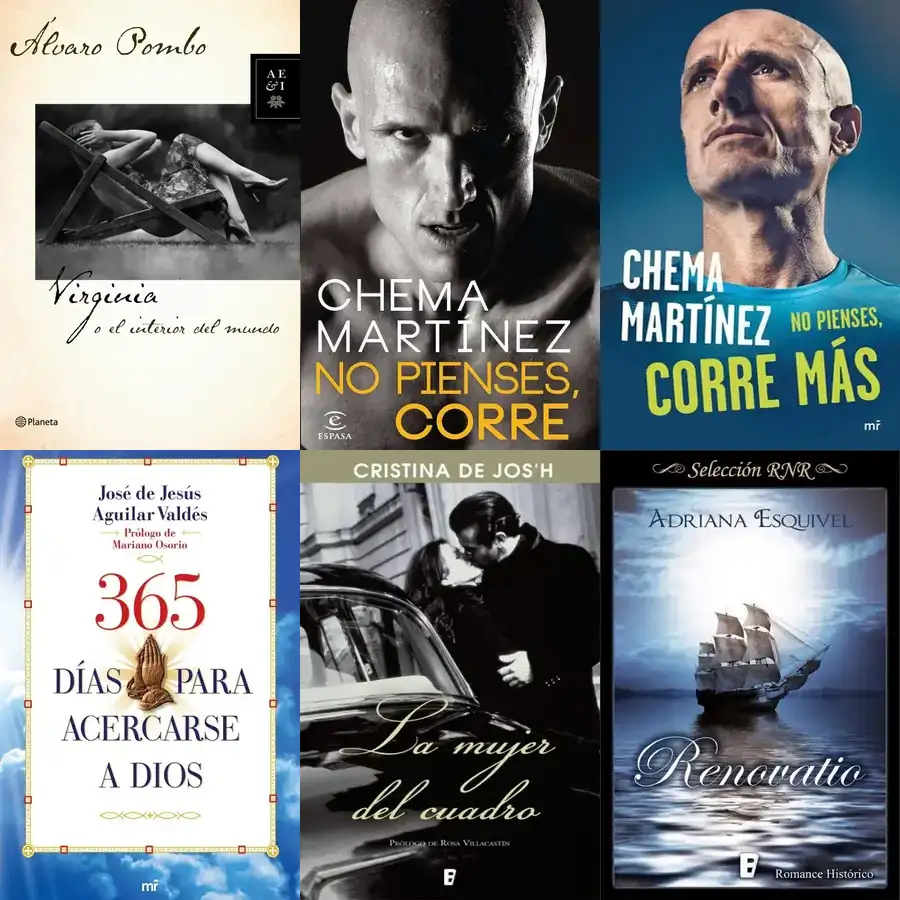 Álvaro Pombo
AE
&I
Virginia
o el interior del mundo
Planeta
CHEMA
MARTÍNEZ
NO PIENSES,
CORRE
ESPASA
CHEMA
MARTÍNEZ
NO PIENSES,
CORRE MÁS
mr
José de Jesús
Aguilar Valdés
Prólogo de
Mariano Osorio
365
DÍAS PARA
ACERCARSE
A DIOS
mr
CRISTINA DE JOS'H
La mujer
del cuadro
PRÓLOGO DE ROSA VILLACASTÍN
B
Selección RNR
ADRIANA ESQUIVEL
Renovatio
B
Romance Histórico